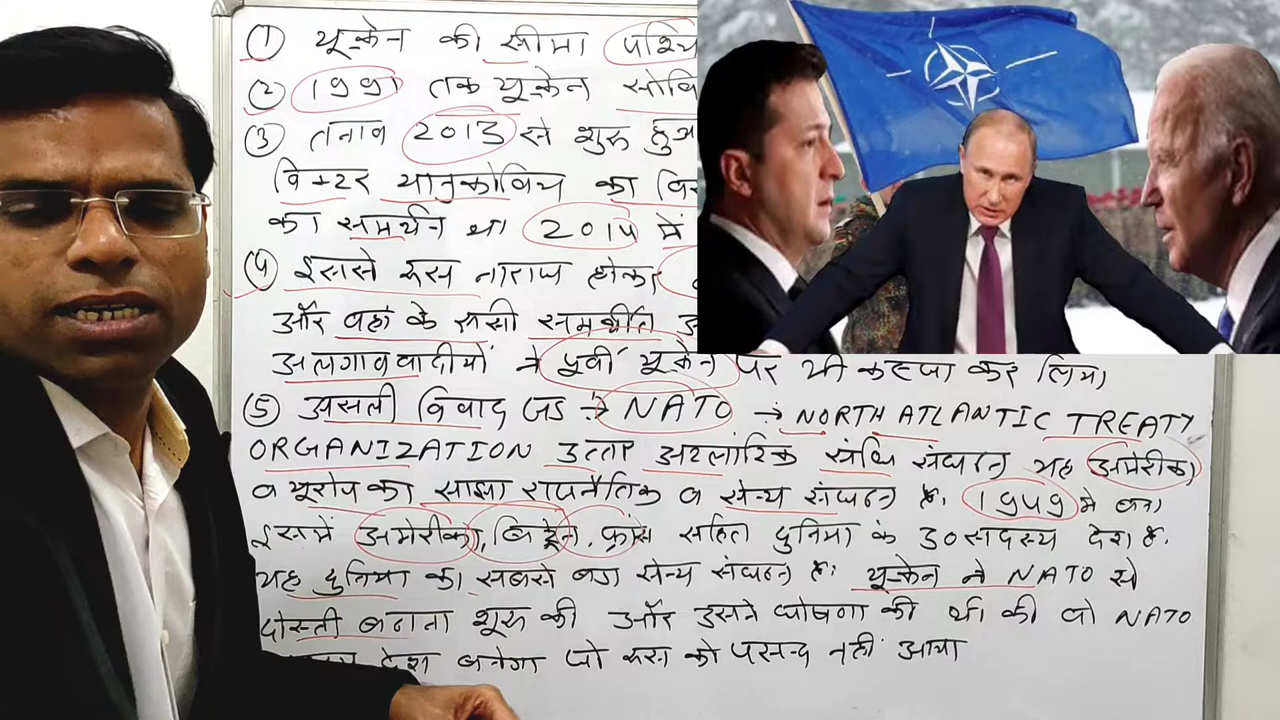 ① यूक्रेन की सीमा पश्चि
② 1991 तक यूक्रेन सोवि
③ तनाव 2013 से शुरू हुआ
विक्टर यानुकोविच का वि
का समर्थन था 2014 में
④ इससे रूस नाराज होकर
और वहां के रूसी समर्थित अ
अलगाववादीयों ने पूर्वी यूक्रेन पर भी कब्जा कर लिया।
⑤ असली विवाद जड → NATO → NORTH ATLANTIC TREATY
ORGANIZATION उत्तर अटलांटिक संधि संगठन यह अमेरीका
व यूरोप का साझा राजनैतिक व सैन्य संगठन है। 1949 में बना
इसमें अमेरीका, ब्रिटेन, फ्रांस सहित दुनिया के 30 सदस्य देश है.
यह दुनिया का सबसे बडा सैन्य संगठन है। यूक्रेन ने NATO से
दोस्ती बढाना शुरू की और उसने घोषणा की थी की वो NATO
देश बनेगा जो रूस को पसन्द नहीं आया